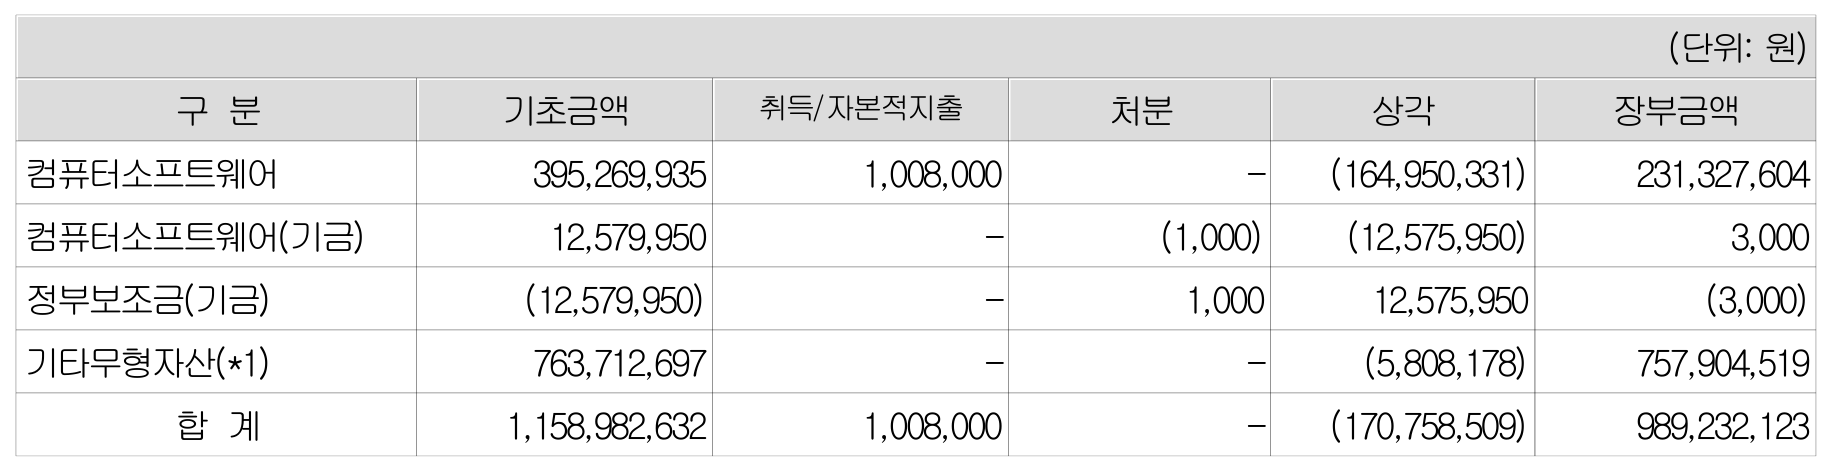 (단위: 원)
구 분 기초금액 취득/자본적지출 처분 상각 장부금액
컴퓨터소프트웨어 395,269,935 1,008,000 - (164,950,331) 231,327,604
컴퓨터소프트웨어(기금) 12,579,950 - (1,000) (12,575,950) 3,000
정부보조금(기금) (12,579,950) - 1,000 12,575,950 (3,000)
기타무형자산(*1) 763,712,697 - - (5,808,178) 757,904,519
합 계 1,158,982,632 1,008,000 - (170,758,509) 989,232,123